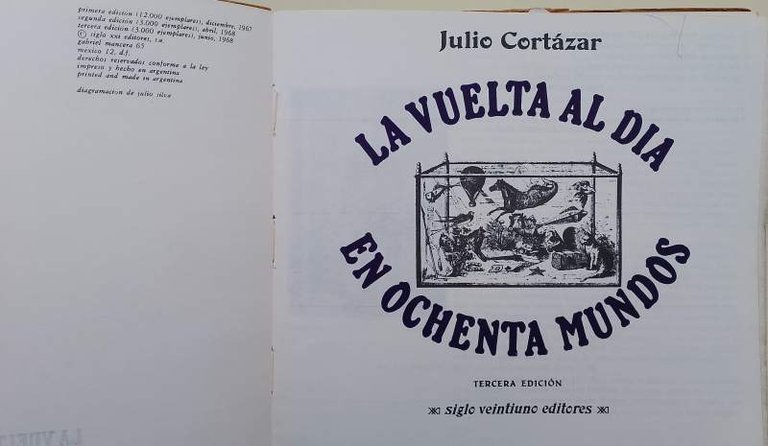 primera edición (12.000 ejemplares), diciembre, 1967
segunda edición (3.000 ejemplares), abril, 1968
tercera edición (3.000 ejemplares), junio, 1968
© siglo xxi editores, s.a.
gabriel mancera 65
mexico 12, d.f.
derechos reservados conforme a la ley
impreso y hecho en argentina
printed and made in argentina
diagramacion de julio silva
Julio Cortázar
LA VUELTA AL DIA
EN OCHENTA MUNDOS
TERCERA EDICIÓN
siglo veintiuno editores